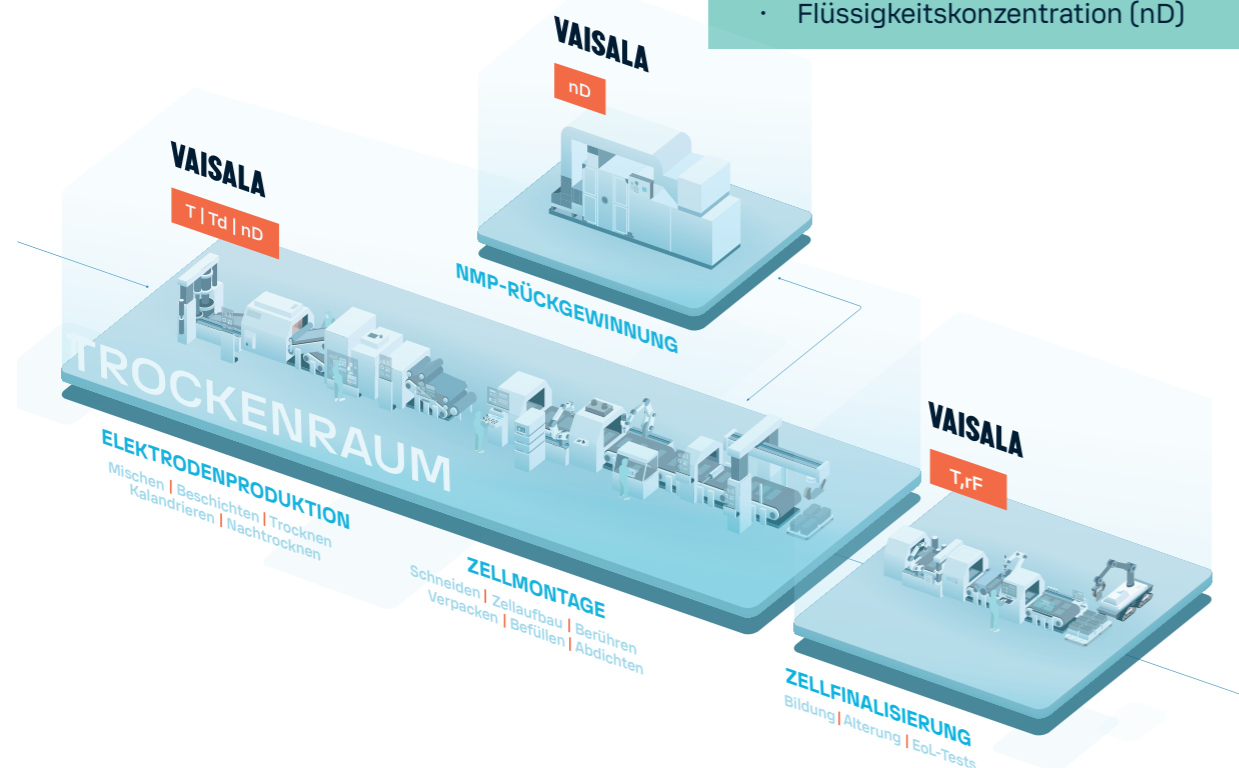 · Flüssigkeitskonzentration (nD)
VAISALA
nD
VAISALA
T | Td | nD
NMP-RÜCKGEWINNUNG
TROCKENRAUM
ELEKTRODENPRODUKTION
Mischen | Beschichten | Trocknen
Kalandrieren | Nachtrocknen
ZELLMONTAGE
Schneiden | Zellaufbau | Berühren
Verpacken | Befüllen | Abdichten
VAISALA
T,rF
ZELLFINALISIERUNG
Bildung | Alterung | EoL-Tests